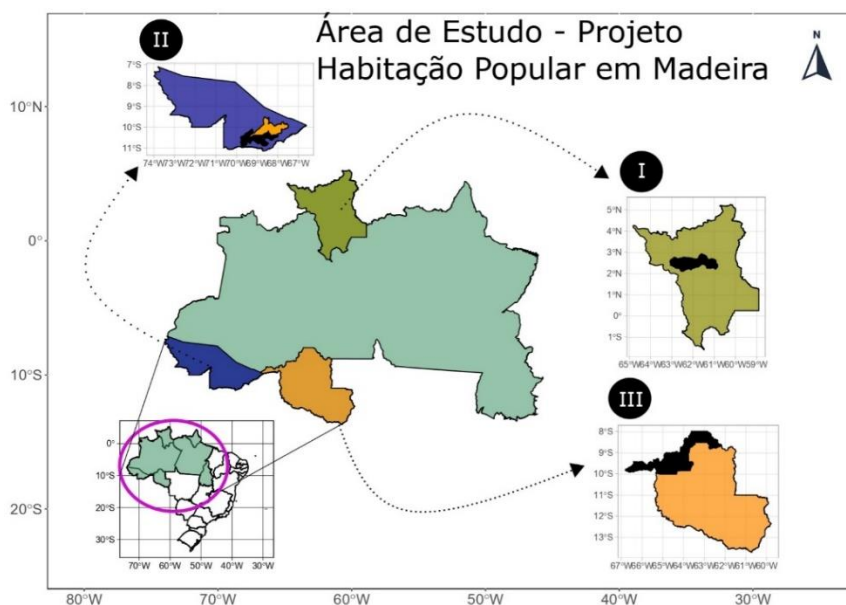 Área de Estudo - Projeto
Habitação Popular em Madeira
N
II
7°S
8°S
9°S
10°S
11°S
74°W73°W72°W71°W70°W69°W68°W67°W
I
5°N
4°N
3°N
2°N
1°N
0°
1°S
65°W64°W63°W62°W61°W60°W59°W
III
8°S
9°S
10°S
11°S
12°S
13°S
67°W66°W65°W64°W63°W62°W61°W60°W
0°
10°S
20°S
30°S
70°W 60°W 50°W 40°W 30°W
10°N
0°
10°S
20°S
80°W 70°W 60°W 50°W 40°W 30°W